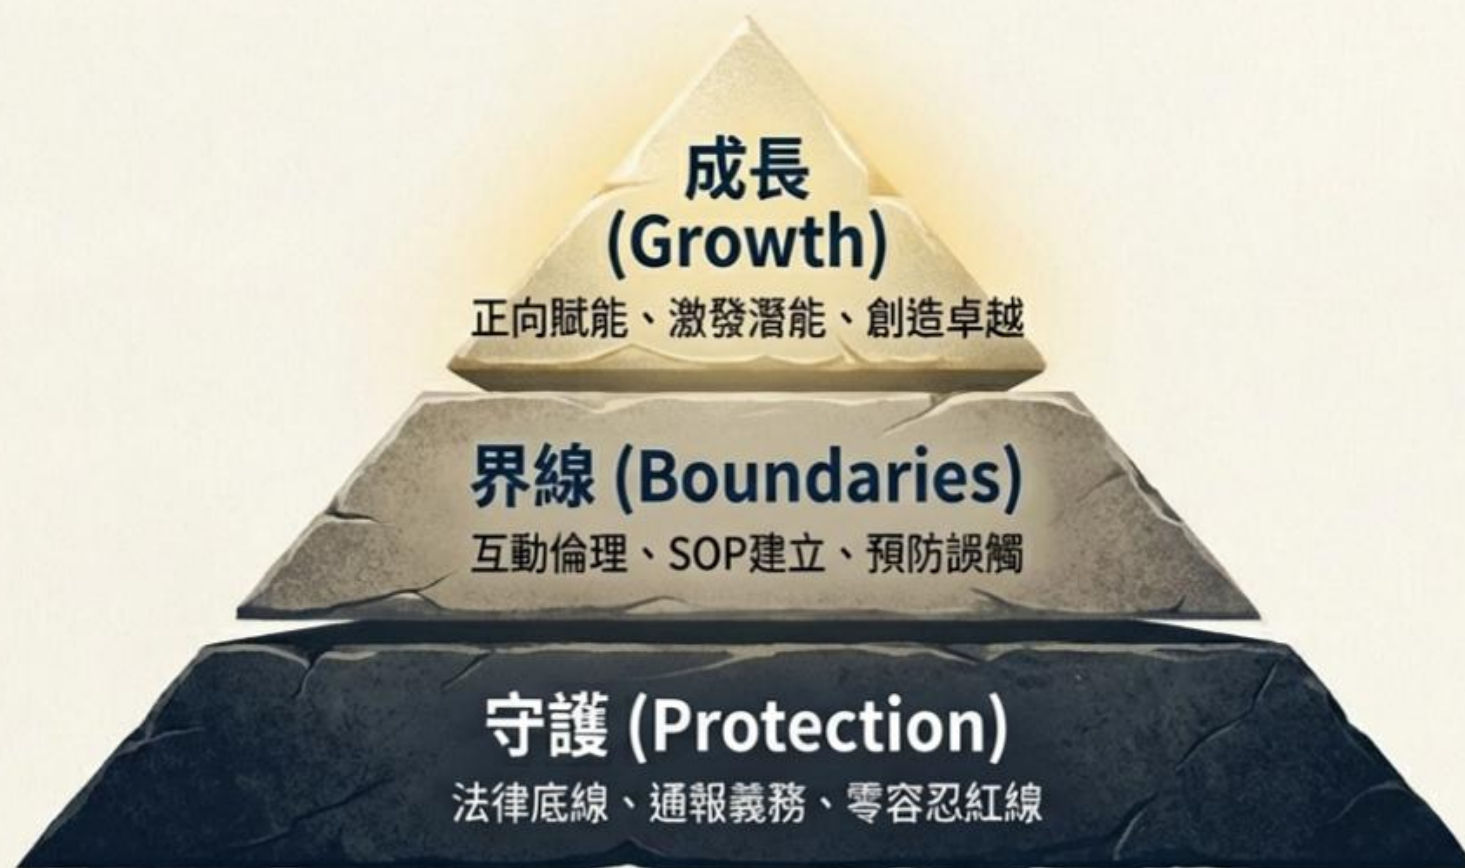 成長
(Growth)
正向賦能、激發潛能、創造卓越
界線 (Boundaries)
互動倫理、SOP建立、預防誤觸
守護 (Protection)
法律底線、通報義務、零容忍紅線